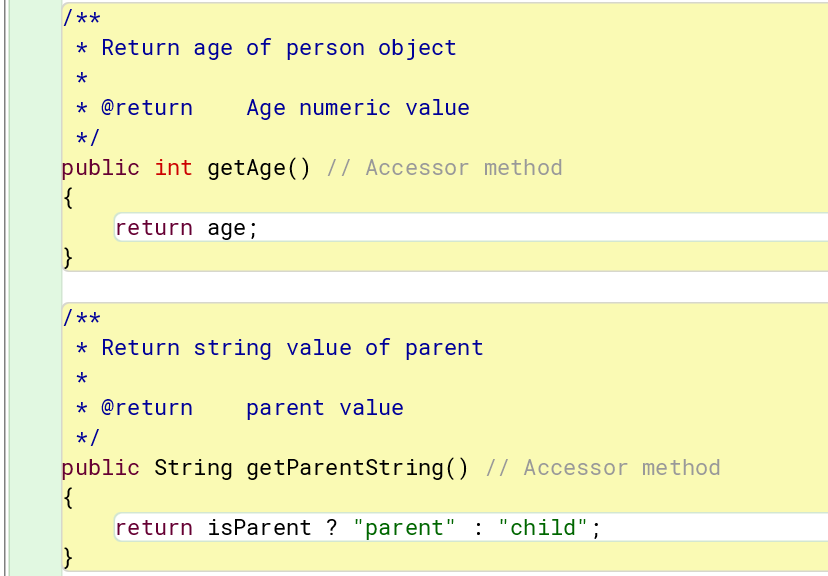 /**
 * Return age of person object
 *
 * @return    Age numeric value
 */
public int getAge() // Accessor method
{
    return age;
}
/**
 * Return string value of parent
 *
 * @return    parent value
 */
public String getParentString() // Accessor method
{
    return isParent ? "parent" : "child";
}